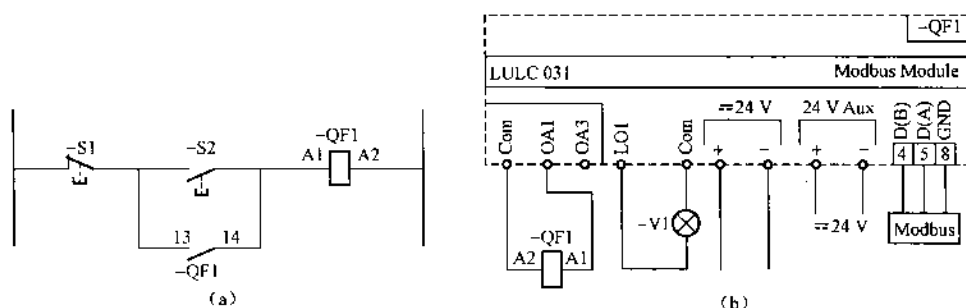 -S1
-S2
-QF1
A1
A2
13 14
-QF1
(a)
-QF1
LULC 031 Modbus Module
Com
OA1
OA3
LO1
Com
⎓24 V
+ −
24 V Aux
+ −
D(B)
D(A)
GND
4 5 8
-V1
⎓24 V
Modbus
-QF1
A2
A1
(b)